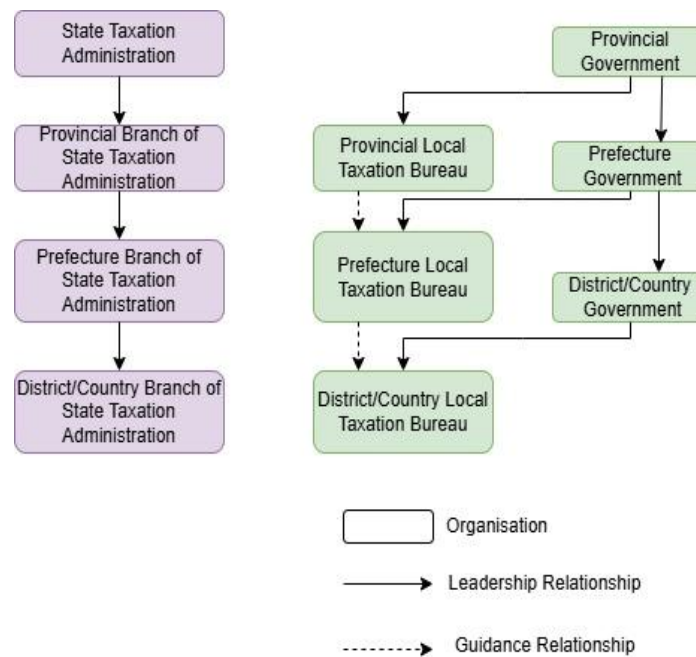 State Taxation
Administration
Provincial
Government
Provincial Branch of
State Taxation
Administration
Provincial Local
Taxation Bureau
Prefecture
Government
Prefecture Branch of
State Taxation
Administration
Prefecture Local
Taxation Bureau
District/Country
Government
District/Country Branch of
State Taxation
Administration
District/Country Local
Taxation Bureau
Organisation
Leadership Relationship
Guidance Relationship